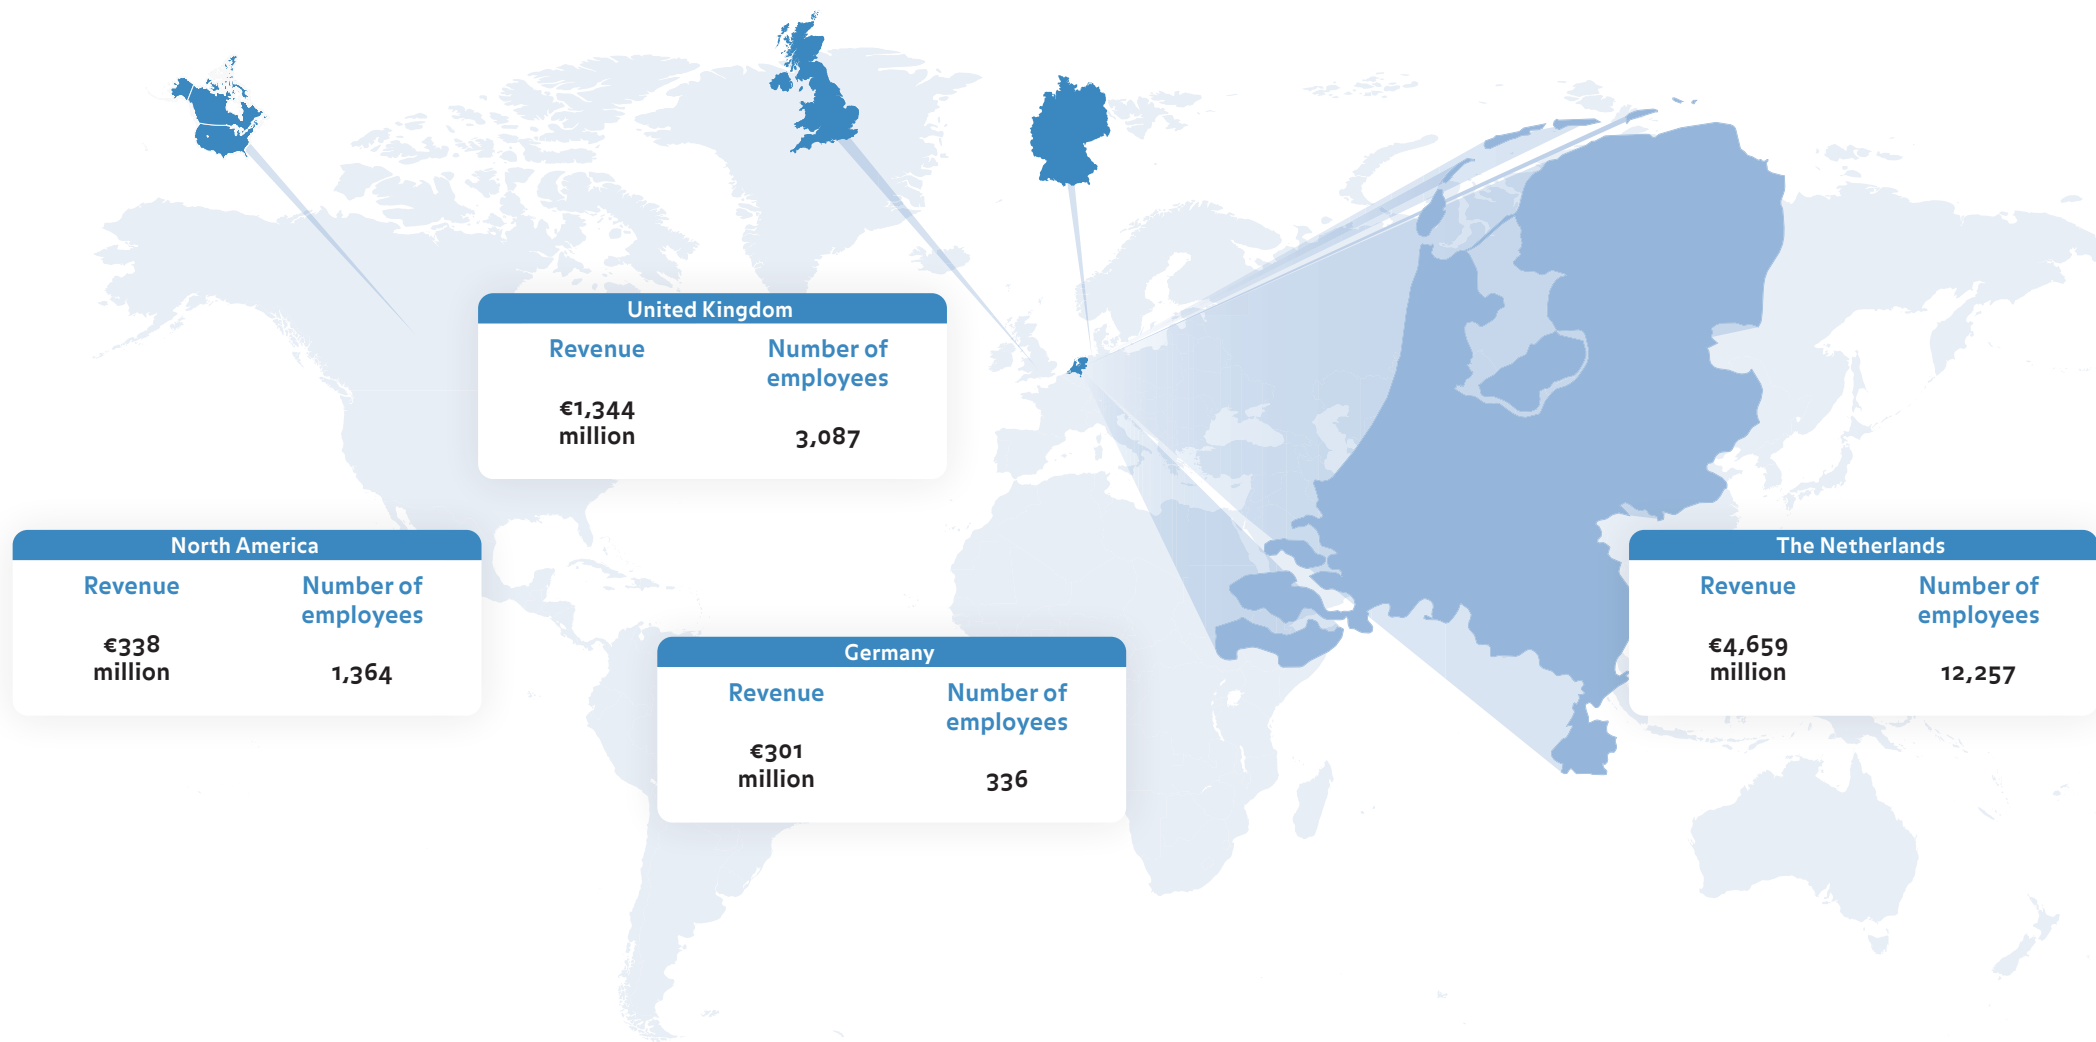 United Kingdom
Revenue
Number of
employees
€1,344
million
3,087
North America
Revenue
Number of
employees
€338
million
1,364
The Netherlands
Revenue
Number of
employees
€4,659
million
12,257
Germany
Revenue
Number of
employees
€301
million
336